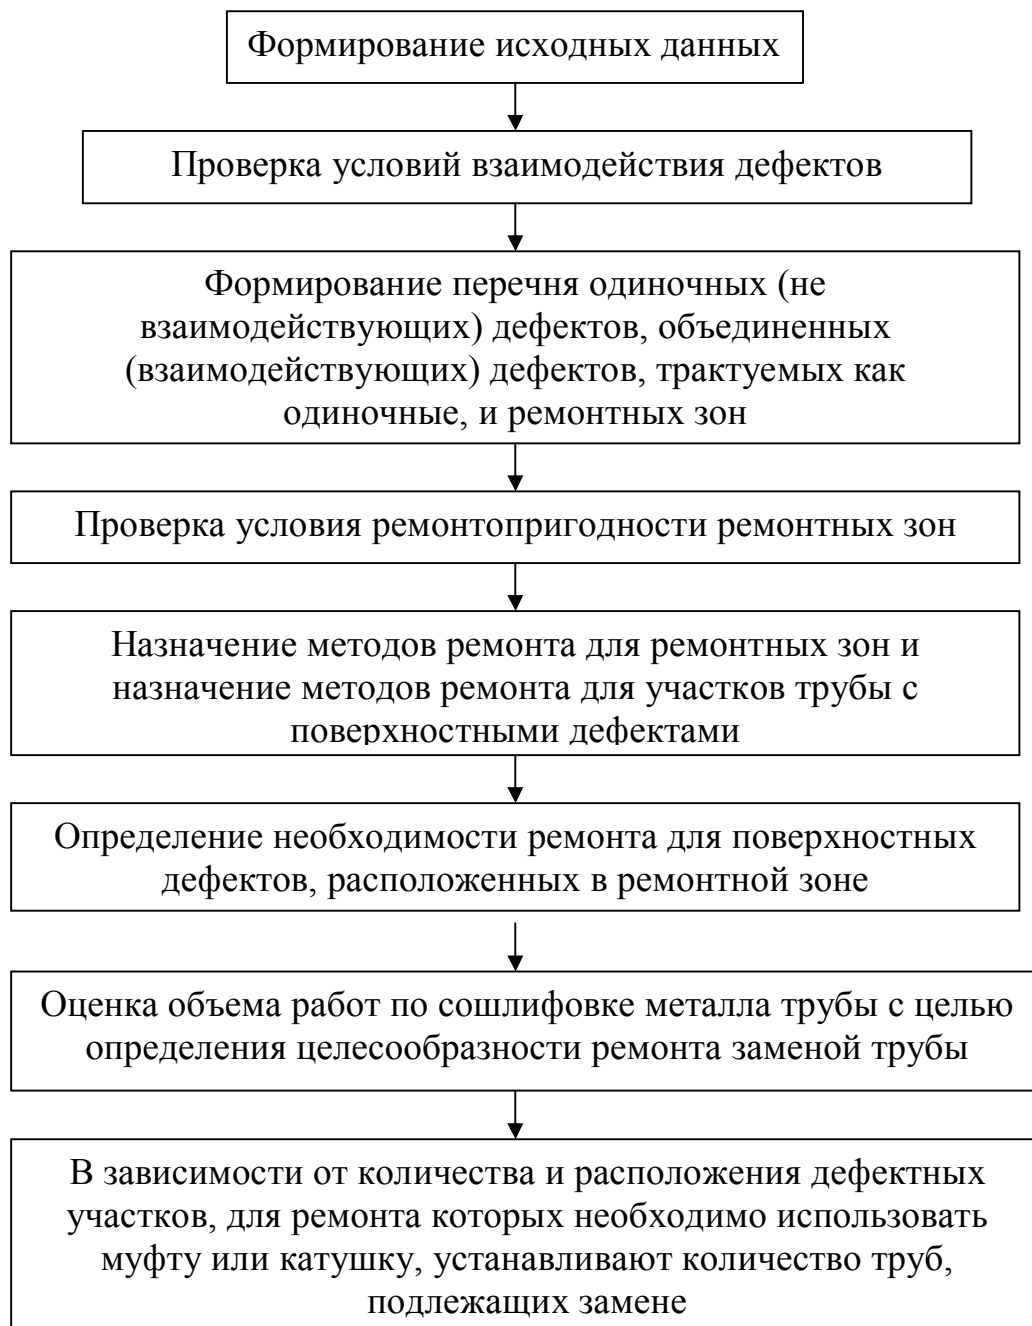 Формирование исходных данных
Проверка условий взаимодействия дефектов
Формирование перечня одиночных (не
взаимодействующих) дефектов, объединенных
(взаимодействующих) дефектов, трактуемых как
одиночные, и ремонтных зон
Проверка условия ремонтопригодности ремонтных зон
Назначение методов ремонта для ремонтных зон и
назначение методов ремонта для участков трубы с
поверхностными дефектами
Определение необходимости ремонта для поверхностных
дефектов, расположенных в ремонтной зоне
Оценка объема работ по сошлифовке металла трубы с целью
определения целесообразности ремонта заменой трубы
В зависимости от количества и расположения дефектных
участков, для ремонта которых необходимо использовать
муфту или катушку, устанавливают количество труб,
подлежащих замене